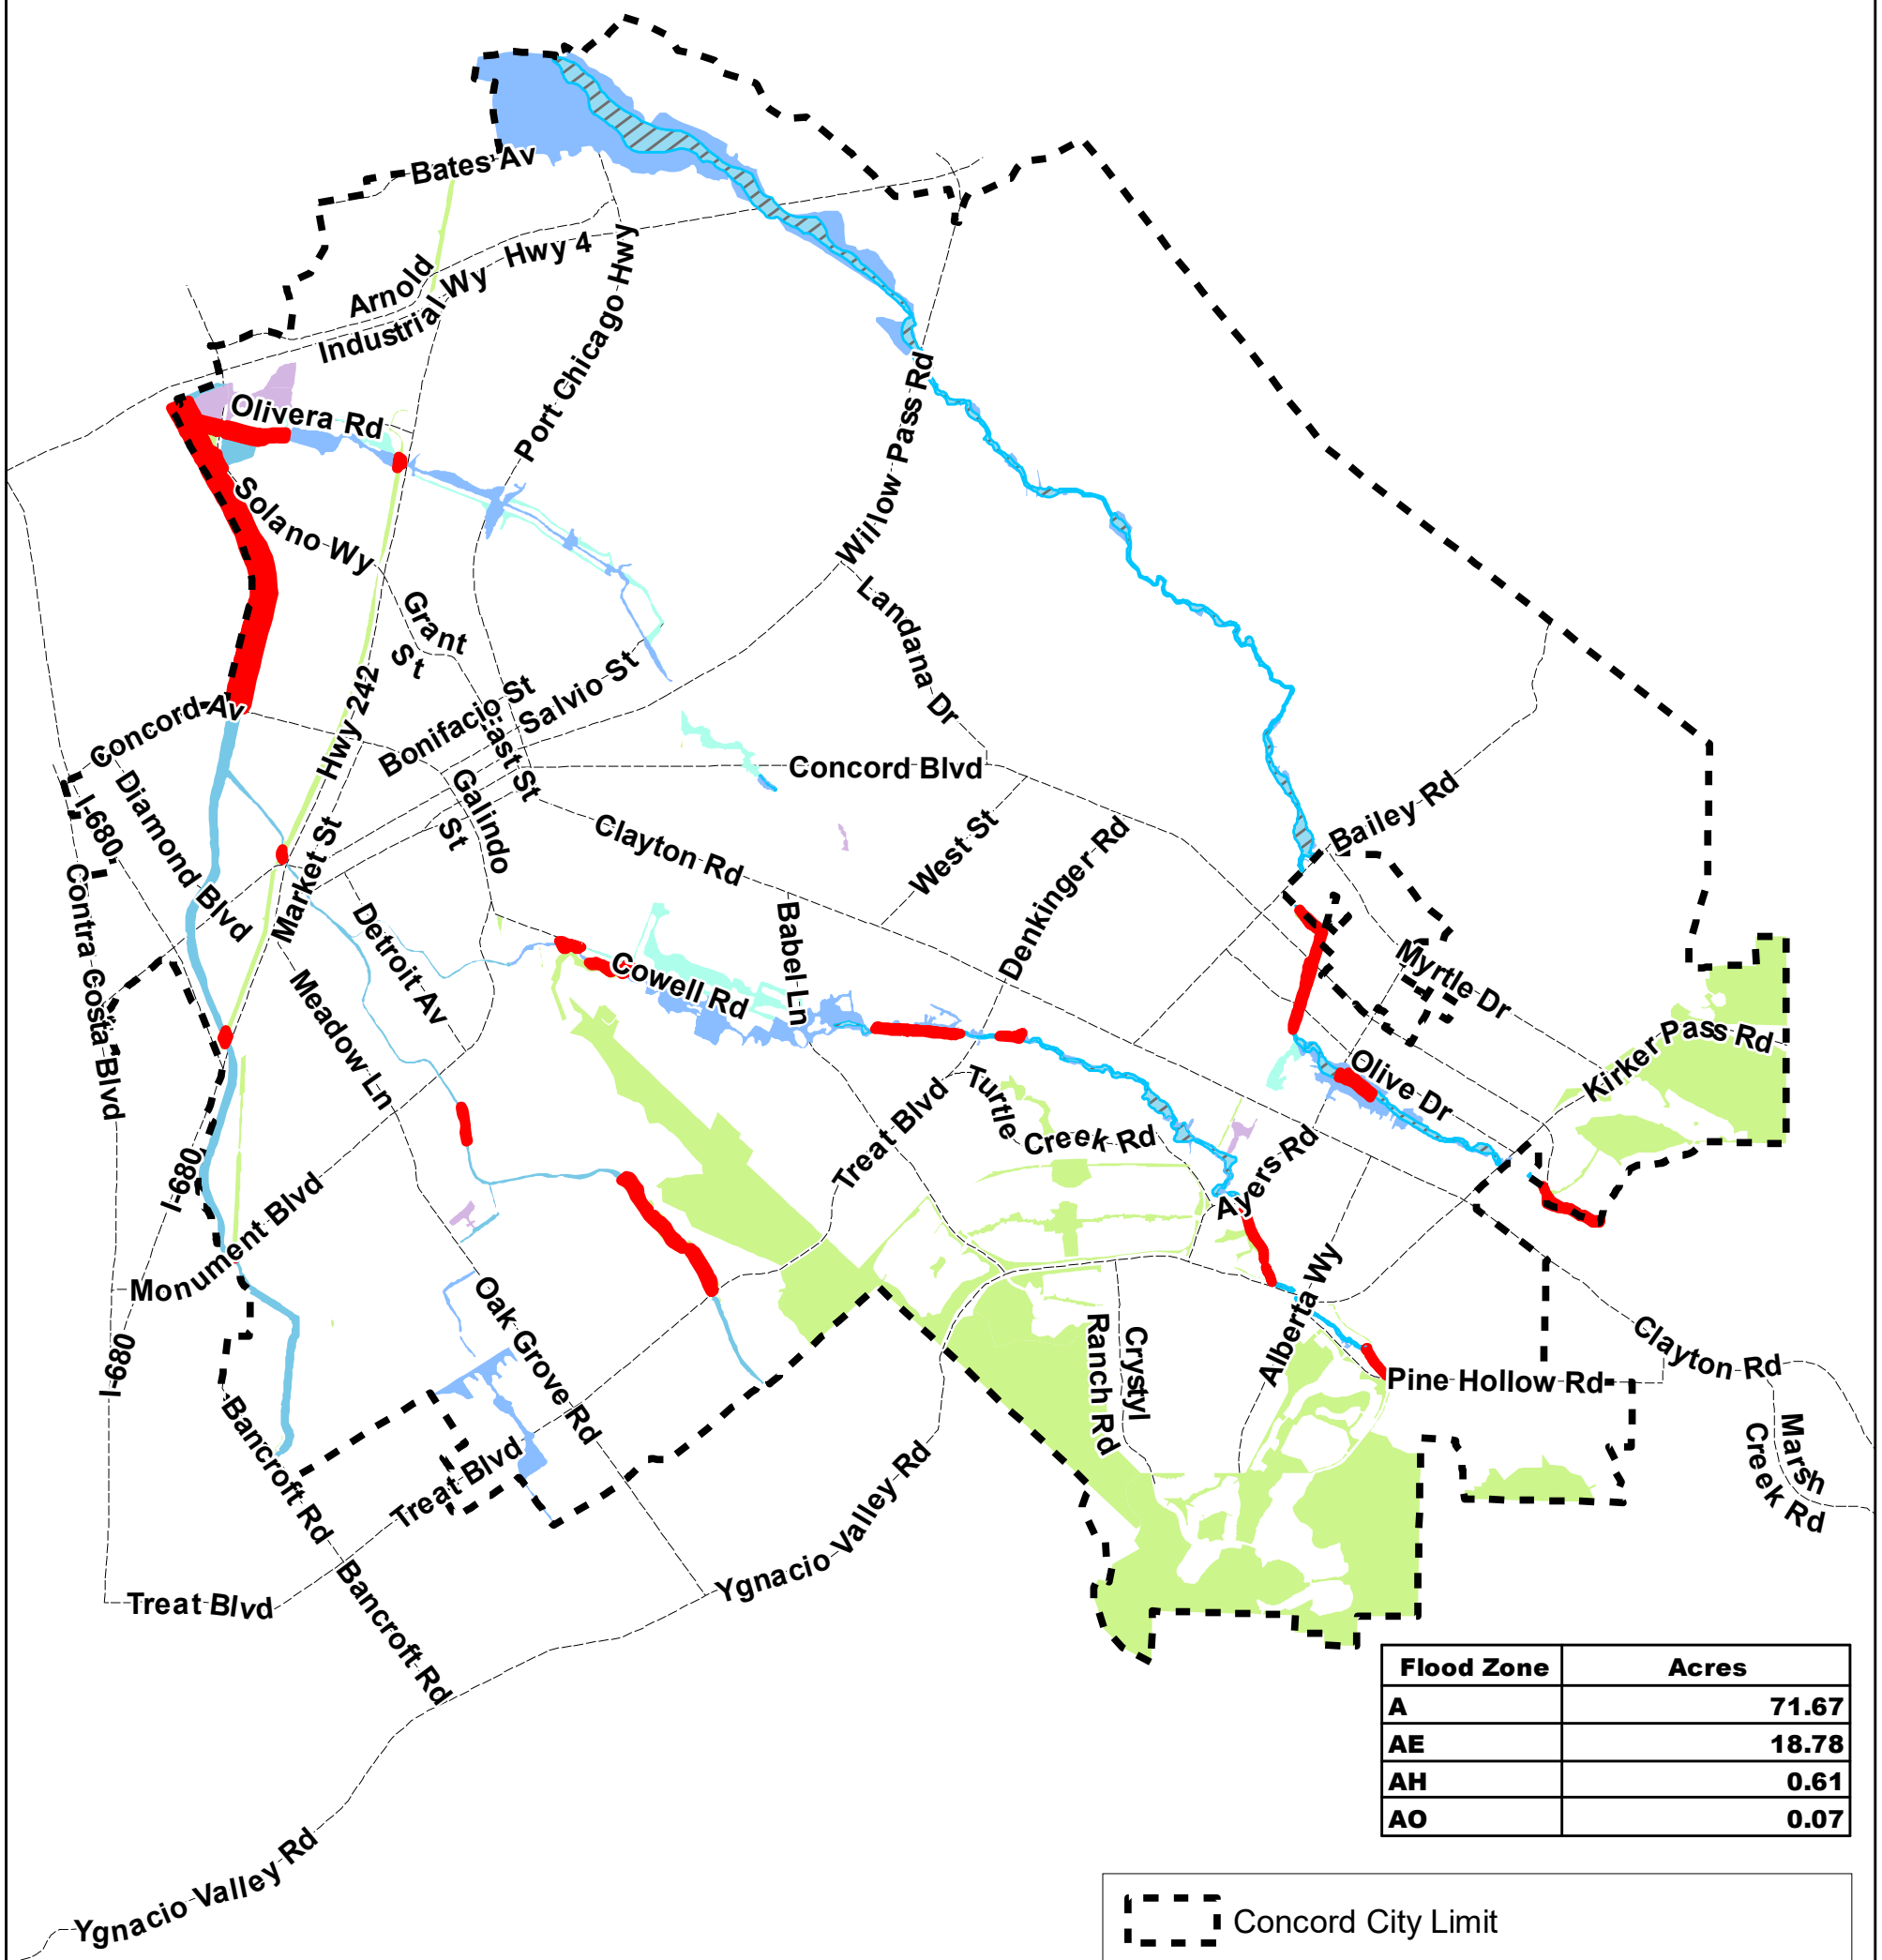 Bates Av
Arnold
Industrial Wy
Hwy 4
Port Chicago Hwy
Olivera Rd
Solano Wy
Willow Pass Rd
Grant
St
Landana Dr
Concord Av
Hwy 242
Bonifacio St
Salvio St
East St
Concord Blvd
Diamond Blvd
I-680
Contra Costa Blvd
Market St
Galindo
St
Clayton Rd
West St
Denkinger Rd
Bailey Rd
Detroit Av
Babel Ln
Cowell Rd
Myrtle Dr
Kirker Pass Rd
Meadow Ln
Olive Dr
Turtle
Creek Rd
Treat Blvd
Ayers Rd
I-680
Monument Blvd
Alberta Wy
Oak Grove Rd
Crystyl
Ranch Rd
Clayton Rd
Pine Hollow Rd
I-680
Bancroft Rd
Marsh
Creek Rd
Treat Blvd
Ygnacio Valley Rd
Treat Blvd
Bancroft Rd
Flood Zone Acres
A 71.67
AE 18.78
AH 0.61
AO 0.07
Ygnacio Valley Rd
Concord City Limit